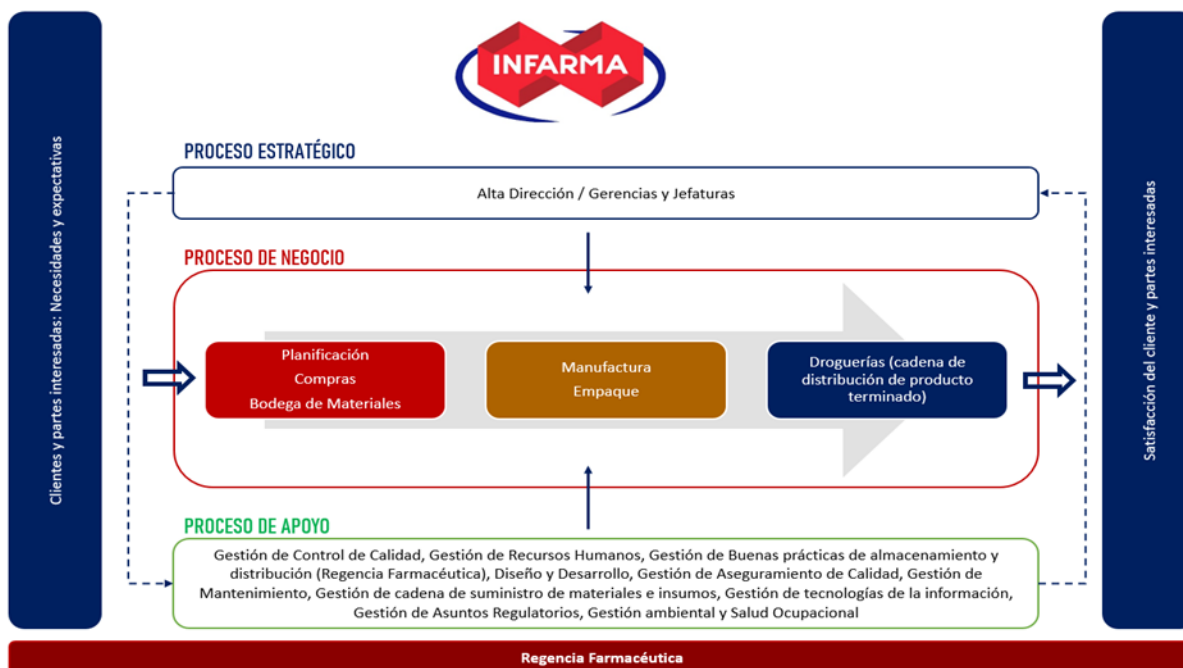 INFARMA
PROCESO ESTRATÉGICO
Alta Dirección / Gerencias y Jefaturas
Clientes y partes interesadas: Necesidades y expectativas
PROCESO DE NEGOCIO
Planificación
Compras
Bodega de Materiales
Manufactura
Empaque
Droguerías (cadena de
distribución de producto
terminado)
Satisfacción del cliente y partes interesadas
PROCESO DE APOYO
Gestión de Control de Calidad, Gestión de Recursos Humanos, Gestión de Buenas prácticas de almacenamiento y
distribución (Regencia Farmacéutica), Diseño y Desarrollo, Gestión de Aseguramiento de Calidad, Gestión de
Mantenimiento, Gestión de cadena de suministro de materiales e insumos, Gestión de tecnologías de la información,
Gestión de Asuntos Regulatorios, Gestión ambiental y Salud Ocupacional
Regencia Farmacéutica